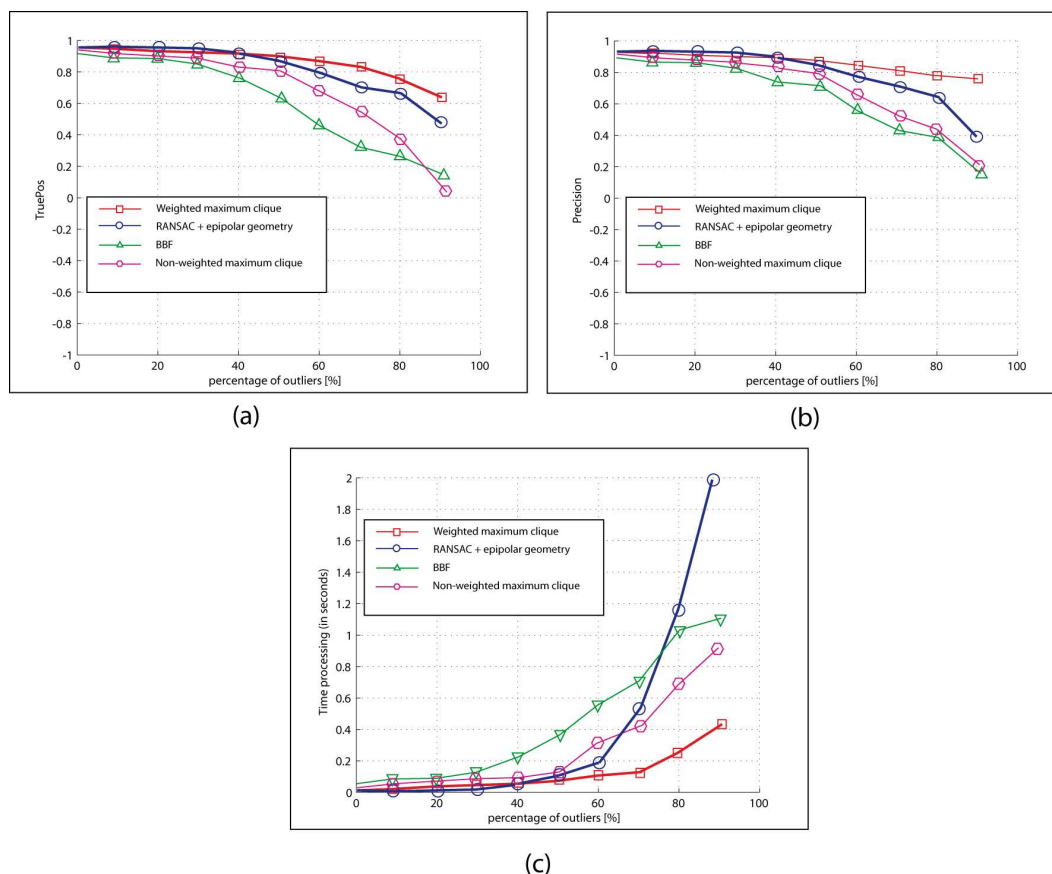 1
0.8
0.6
0.4
0.2
0
-0.2
-0.4
-0.6
-0.8
-1
TruePos
Weighted maximum clique
RANSAC + epipolar geometry
BBF
Non-weighted maximum clique
0 20 40 60 80 100
percentage of outliers [%]
(a)
1
0.8
0.6
0.4
0.2
0
-0.2
-0.4
-0.6
-0.8
-1
Precision
Weighted maximum clique
RANSAC + epipolar geometry
BBF
Non-weighted maximum clique
0 20 40 60 80 100
percentage of outliers [%]
(b)
2
1.8
1.6
1.4
1.2
1
0.8
0.6
0.4
0.2
0
Time processing (in seconds)
Weighted maximum clique
RANSAC + epipolar geometry
BBF
Non-weighted maximum clique
0 20 40 60 80 100
percentage of outliers [%]
(c)